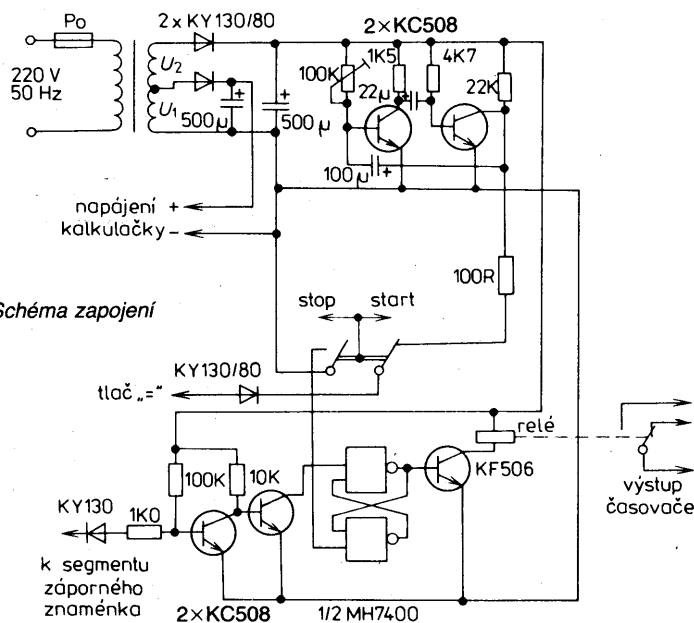 Po
2 x KY130/80
2×KC508
220 V
50 Hz
U2
U1
+
500µ
+
500µ
100K
1K5
4K7
22K
22µ
+
100µ
+
napájení +
kalkulačky –
100R
Schéma zapojení
stop
start
KY130/80
tlač „="
relé
KF506
100K
10K
KY130
1K0
výstup
časovače
k segmentu
záporného
znaménka
2×KC508
1/2 MH7400